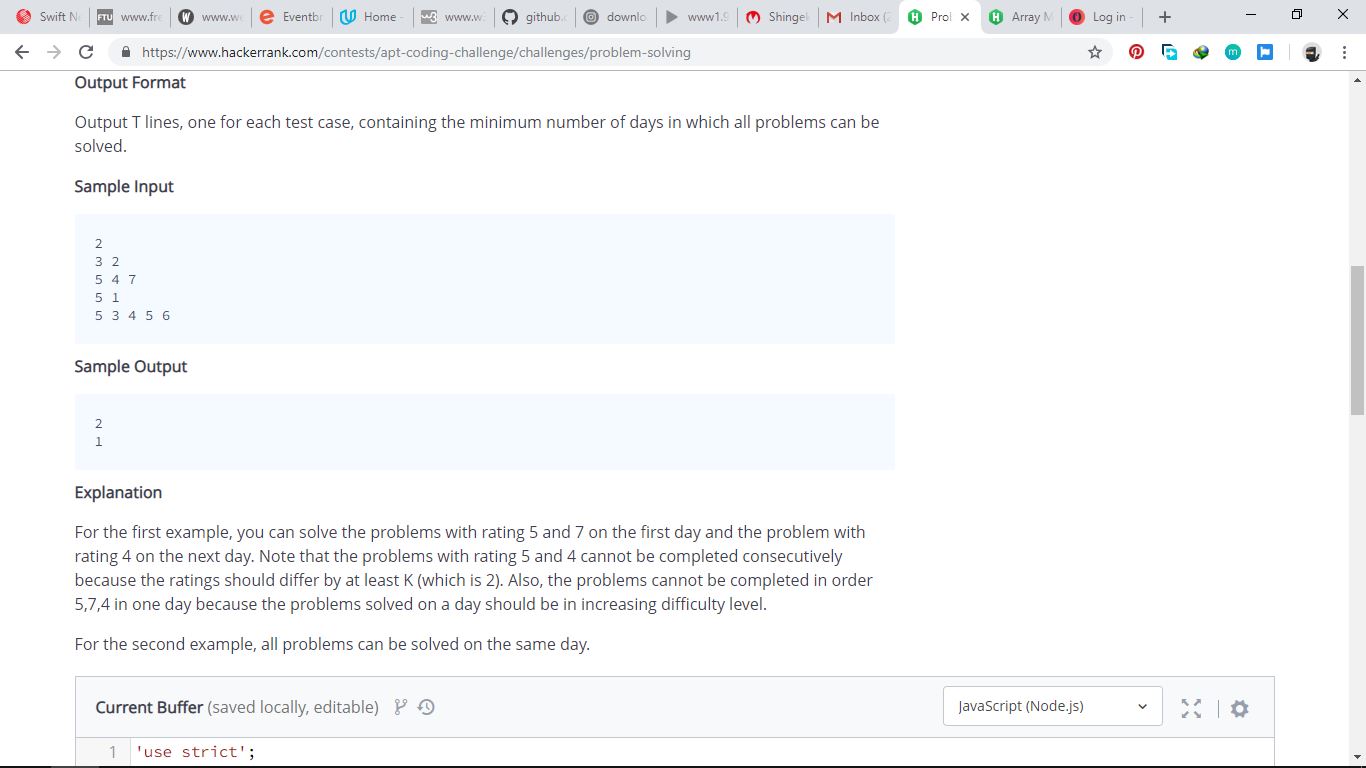 Swift Ne
FTU www.fre
www.we
Eventbr
Home -
www.w3
github.c
downlo
www1.9
Shingek
Inbox (2
Prol
Array M
Log in -
https://www.hackerrank.com/contests/apt-coding-challenge/challenges/problem-solving
Output Format
Output T lines, one for each test case, containing the minimum number of days in which all problems can be
solved.
Sample Input
2
3 2
5 4 7
5 1
5 3 4 5 6
Sample Output
2
1
Explanation
For the first example, you can solve the problems with rating 5 and 7 on the first day and the problem with
rating 4 on the next day. Note that the problems with rating 5 and 4 cannot be completed consecutively
because the ratings should differ by at least K (which is 2). Also, the problems cannot be completed in order
5,7,4 in one day because the problems solved on a day should be in increasing difficulty level.
For the second example, all problems can be solved on the same day.
Current Buffer (saved locally, editable)
JavaScript (Node.js)
1 'use strict';